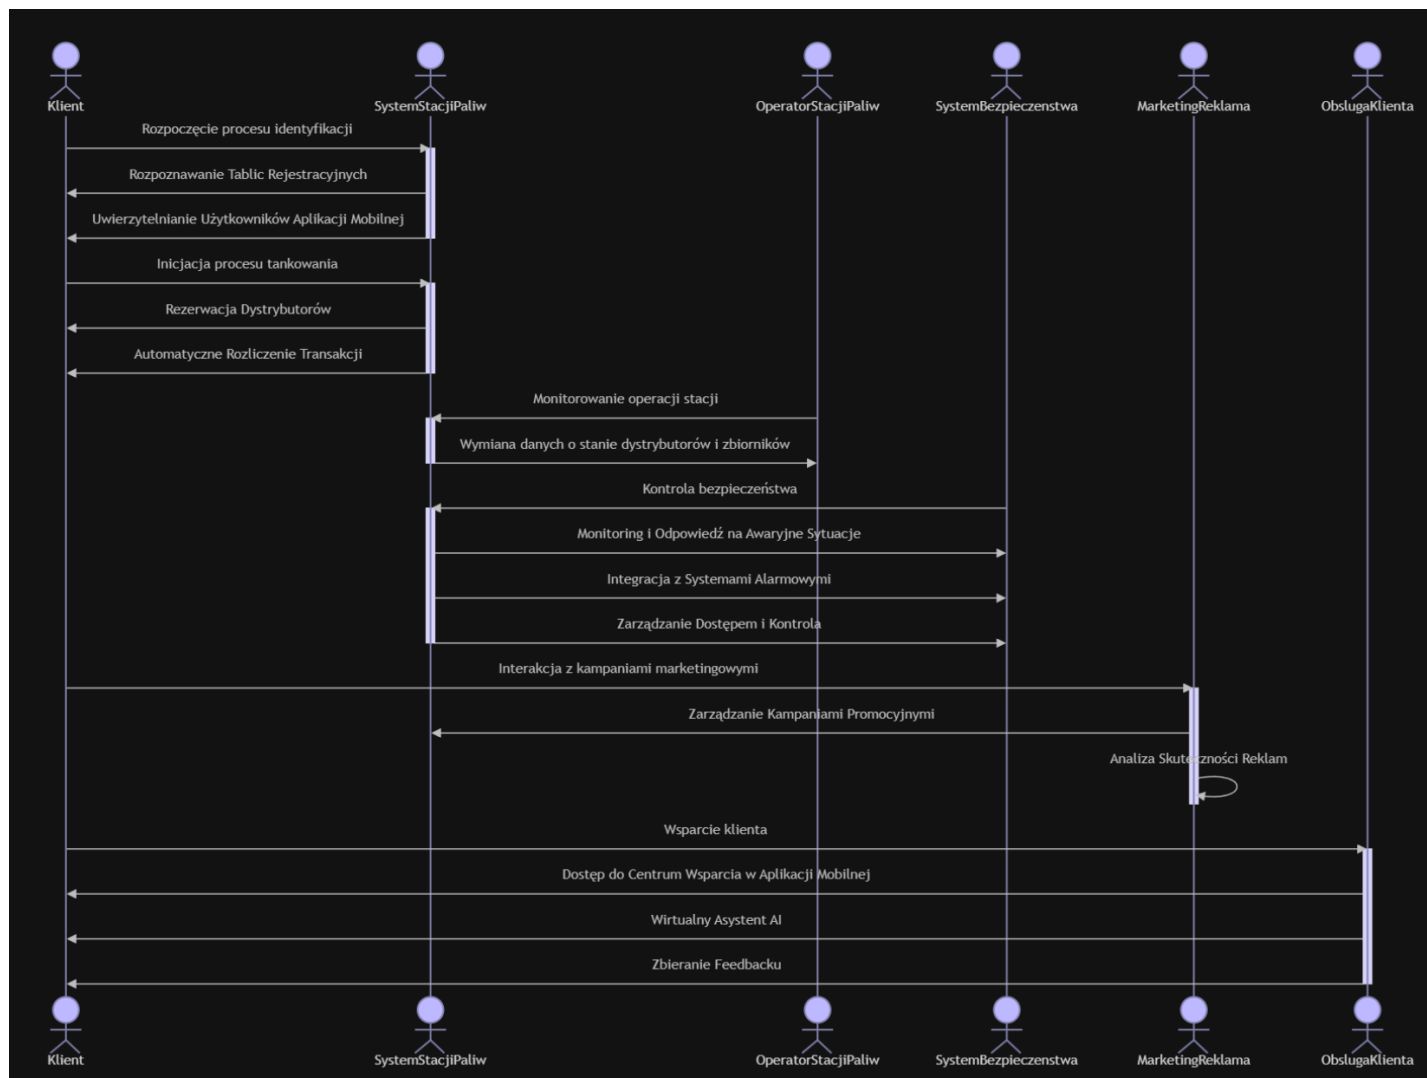 Klient
SystemStacjiPaliw
OperatorStacjiPaliw
SystemBezpieczenstwa
MarketingReklama
ObslugaKlienta
Rozpoczęcie procesu identyfikacji
Rozpoznawanie Tablic Rejestracyjnych
Uwierzytelnianie Użytkowników Aplikacji Mobilnej
Inicjacja procesu tankowania
Rezerwacja Dystrybutorów
Automatyczne Rozliczenie Transakcji
Monitorowanie operacji stacji
Wymiana danych o stanie dystrybutorów i zbiorników
Kontrola bezpieczeństwa
Monitoring i Odpowiedź na Awaryjne Sytuacje
Integracja z Systemami Alarmowymi
Zarządzanie Dostępem i Kontrola
Interakcja z kampaniami marketingowymi
Zarządzanie Kampaniami Promocyjnymi
Analiza Skuteczności Reklam
Wsparcie klienta
Dostęp do Centrum Wsparcia w Aplikacji Mobilnej
Wirtualny Asystent AI
Zbieranie Feedbacku
Klient
SystemStacjiPaliw
OperatorStacjiPaliw
SystemBezpieczenstwa
MarketingReklama
ObslugaKlienta